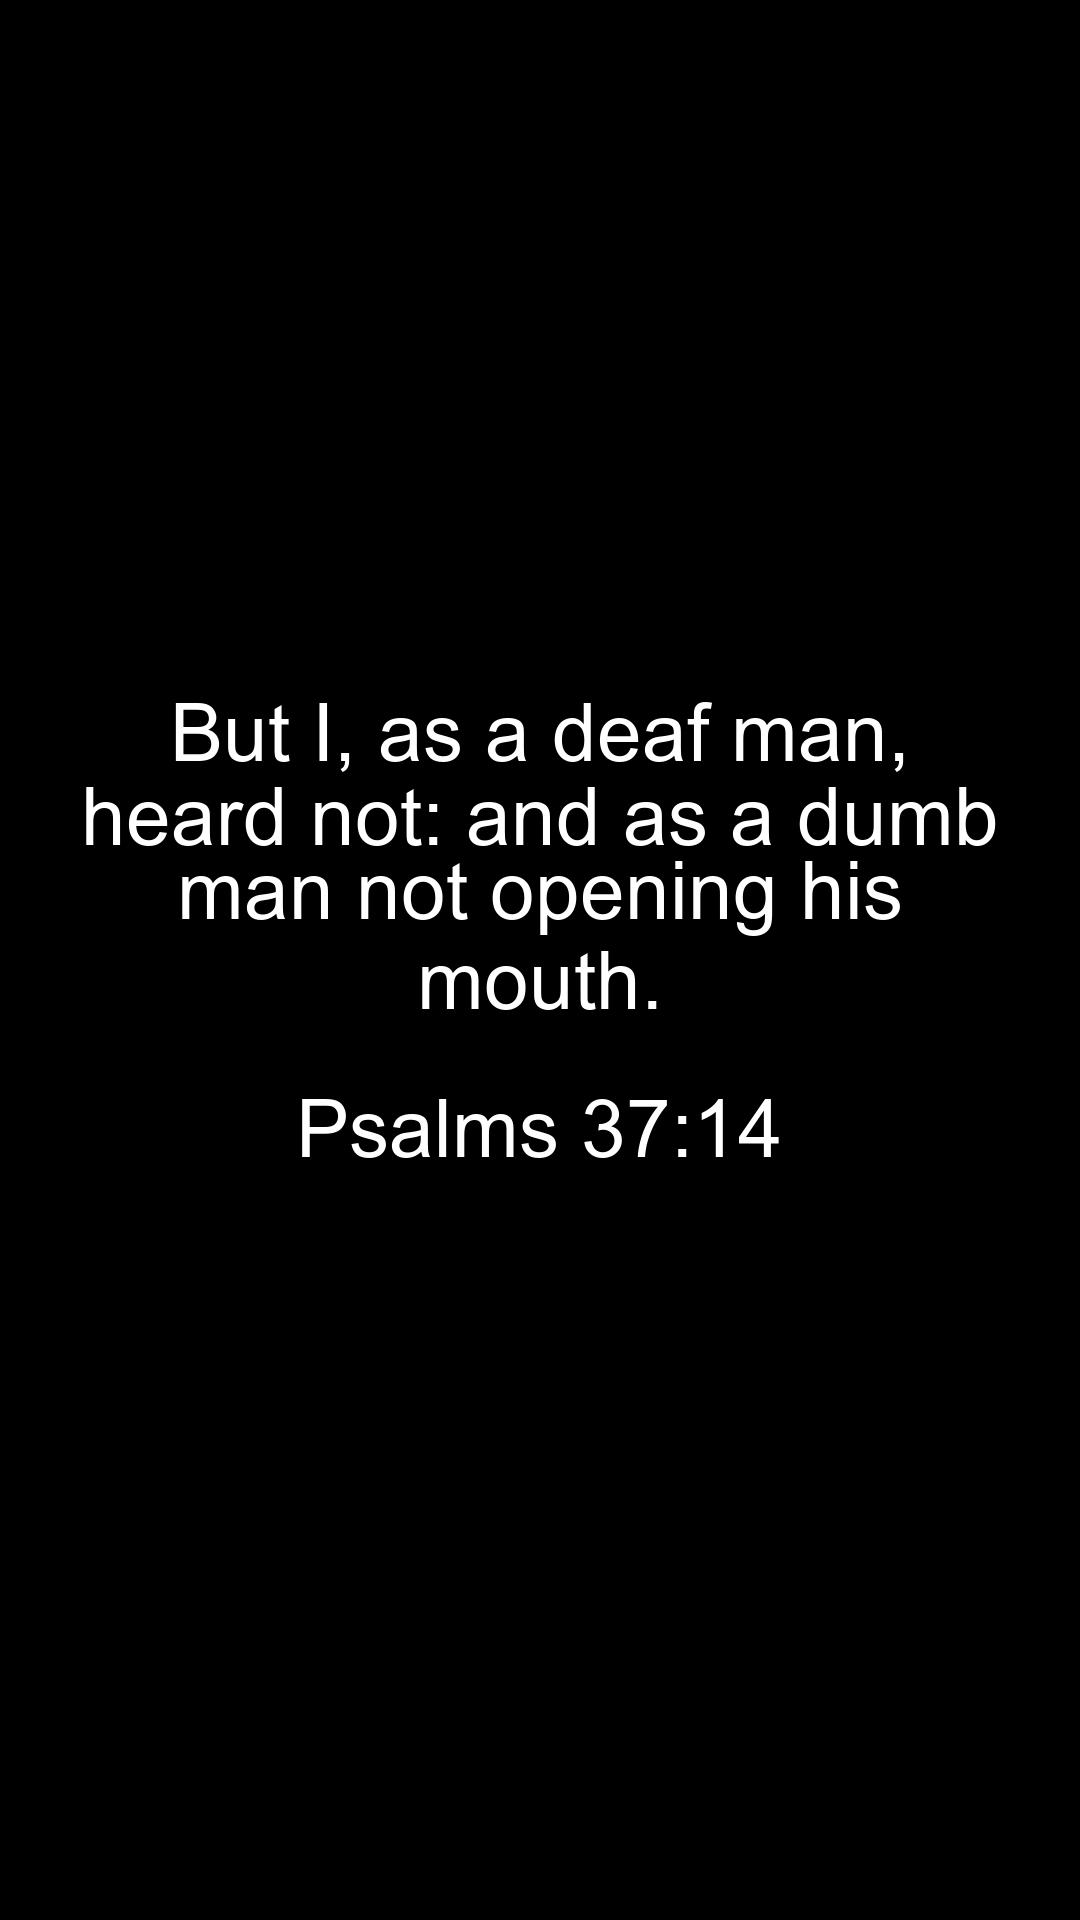 But I, as a deaf man,
heard not: and as a dumb
man not opening his
mouth.
Psalms 37:14